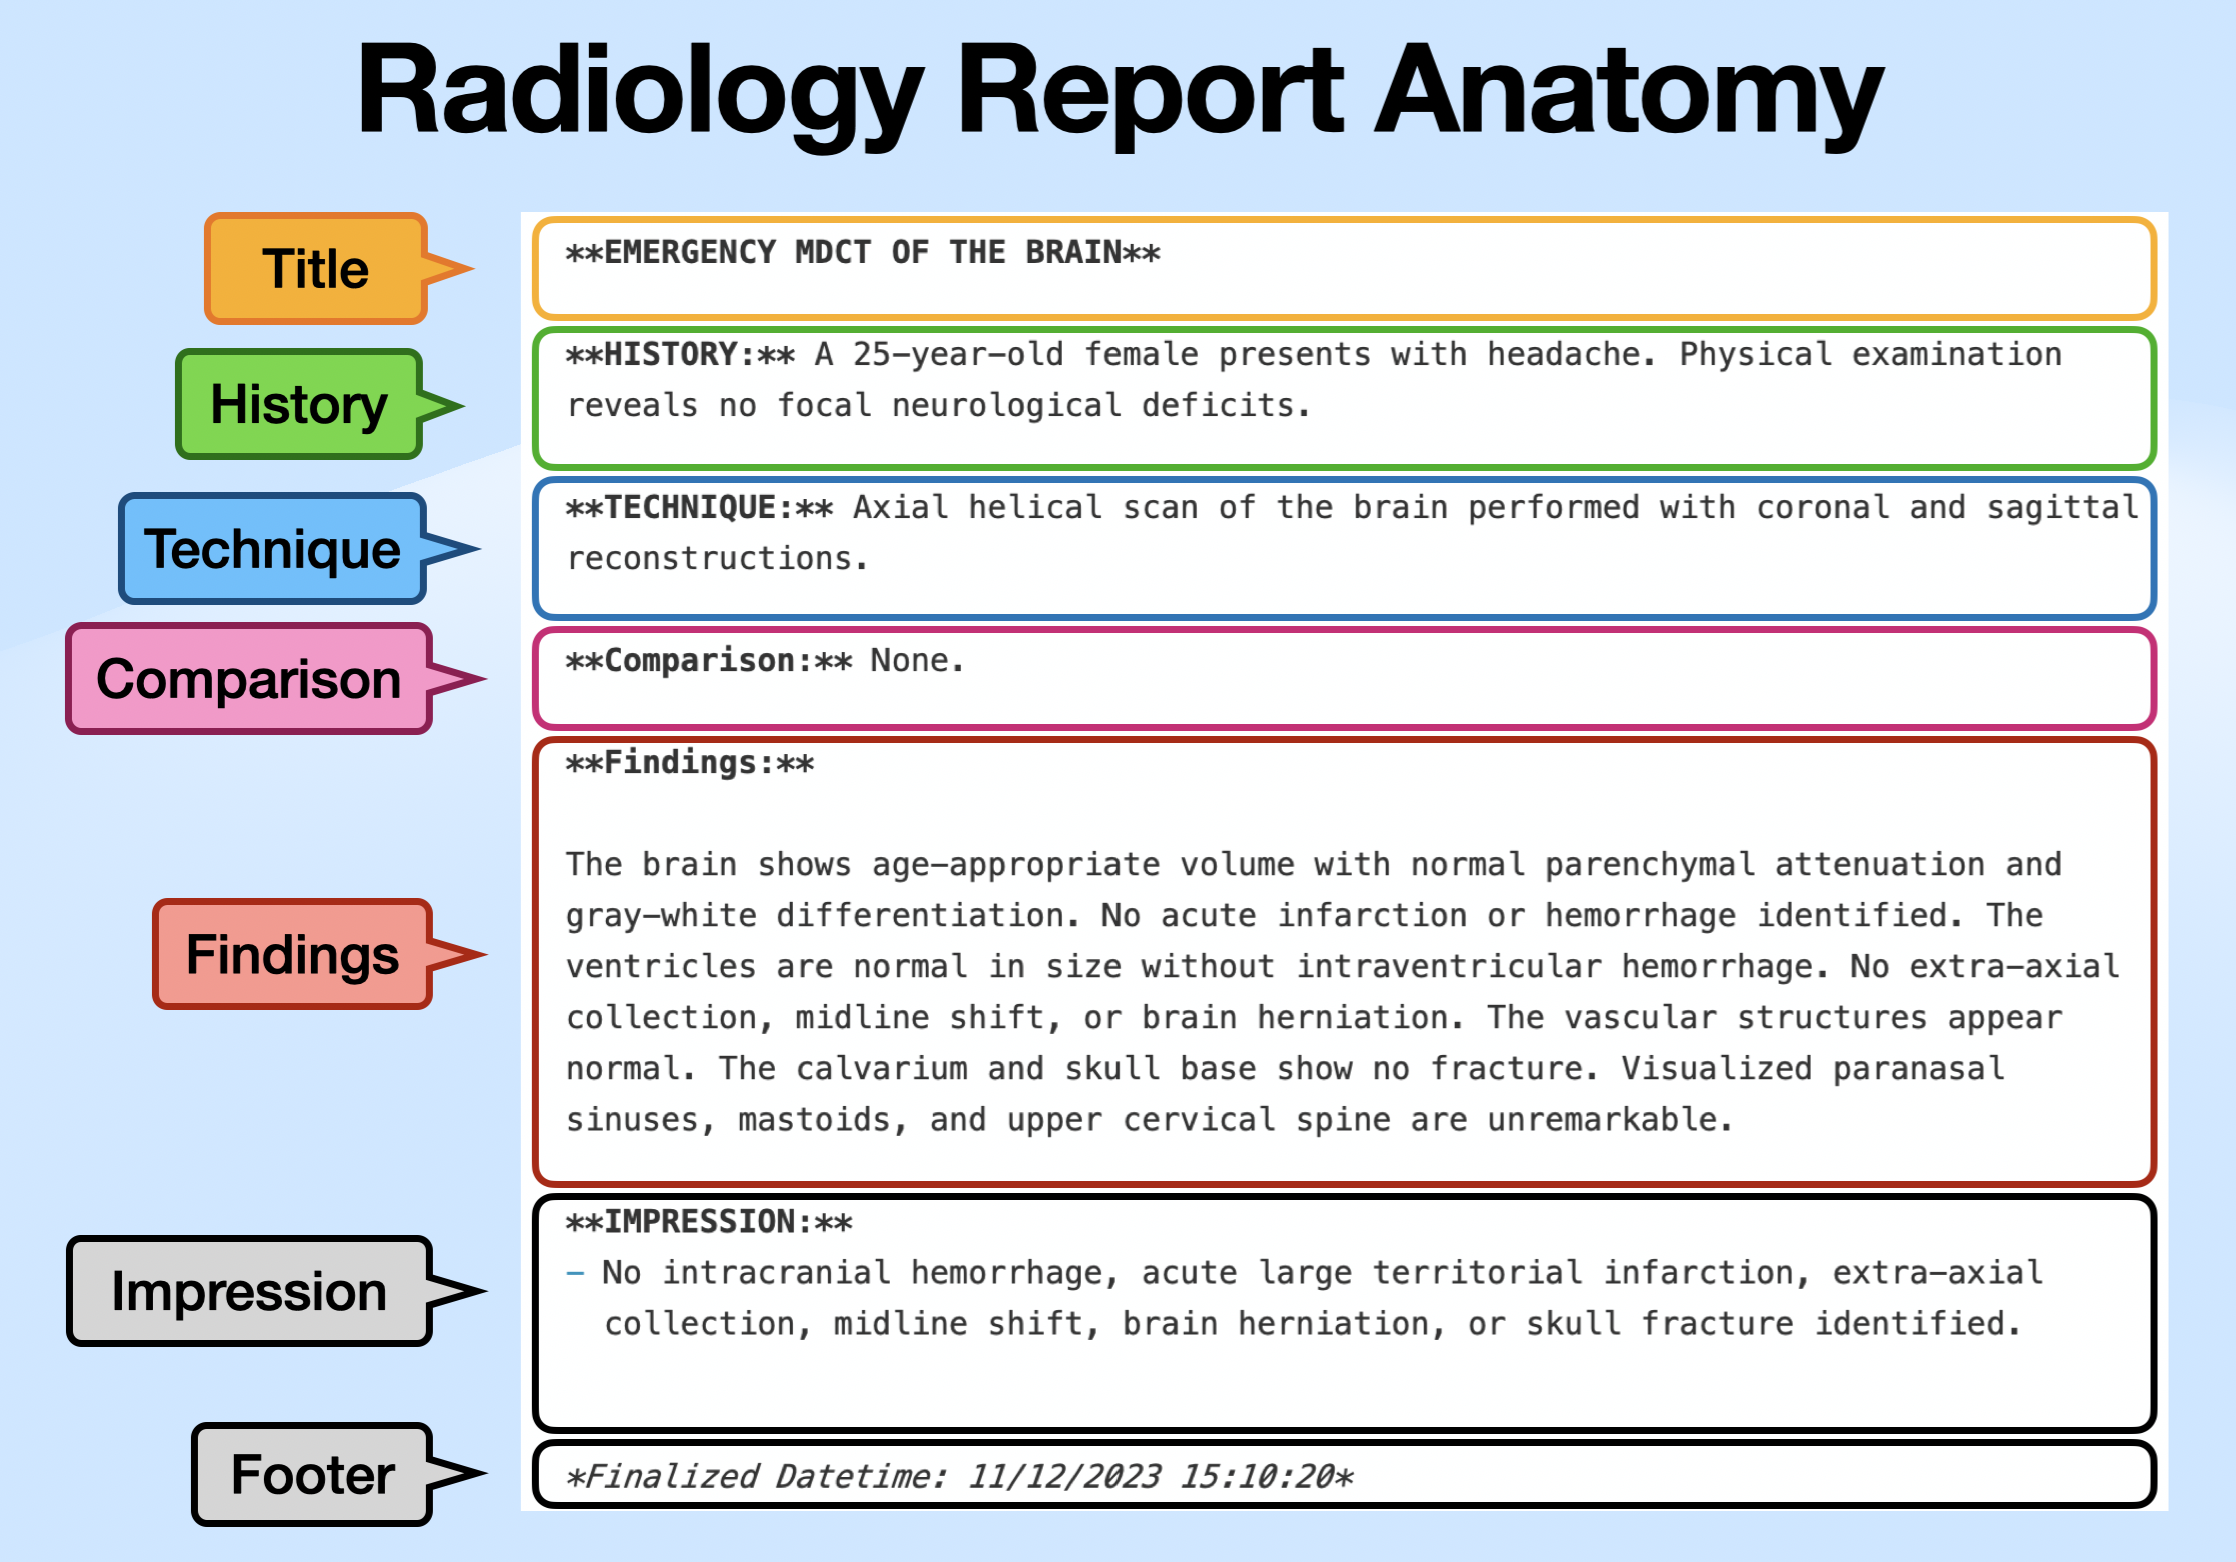 Radiology Report Anatomy
Title
**EMERGENCY MDCT OF THE BRAIN**
History
**HISTORY:** A 25-year-old female presents with headache. Physical examination
reveals no focal neurological deficits.
Technique
**TECHNIQUE:** Axial helical scan of the brain performed with coronal and sagittal
reconstructions.
Comparison
**Comparison:** None.
Findings
**Findings:**
The brain shows age-appropriate volume with normal parenchymal attenuation and
gray-white differentiation. No acute infarction or hemorrhage identified. The
ventricles are normal in size without intraventricular hemorrhage. No extra-axial
collection, midline shift, or brain herniation. The vascular structures appear
normal. The calvarium and skull base show no fracture. Visualized paranasal
sinuses, mastoids, and upper cervical spine are unremarkable.
Impression
**IMPRESSION:**
- No intracranial hemorrhage, acute large territorial infarction, extra-axial
collection, midline shift, brain herniation, or skull fracture identified.
Footer
*Finalized Datetime: 11/12/2023 15:10:20*